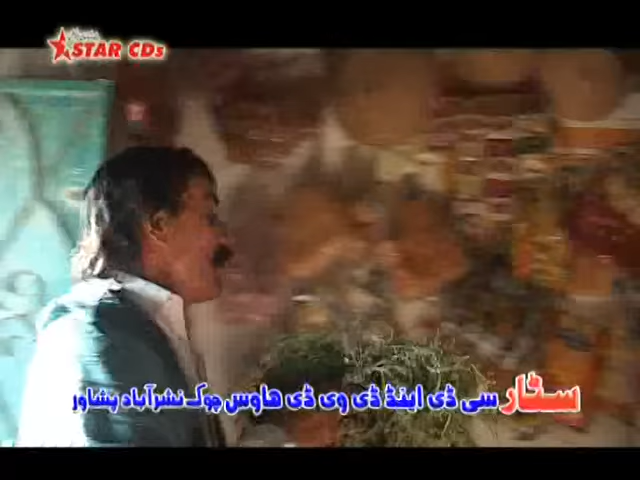 STAR CDs
سٹار سی ڈی اینڈ ڈی وی ڈی ھاوس چوک نشترآباد پشاور